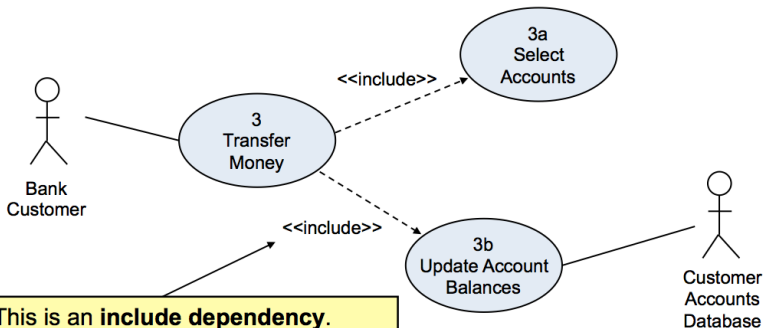 3a
Select
Accounts
<<include>>
3
Transfer
Money
Bank
Customer
<<include>>
3b
Update Account
Balances
Customer
Accounts
Database
This is an include dependency.